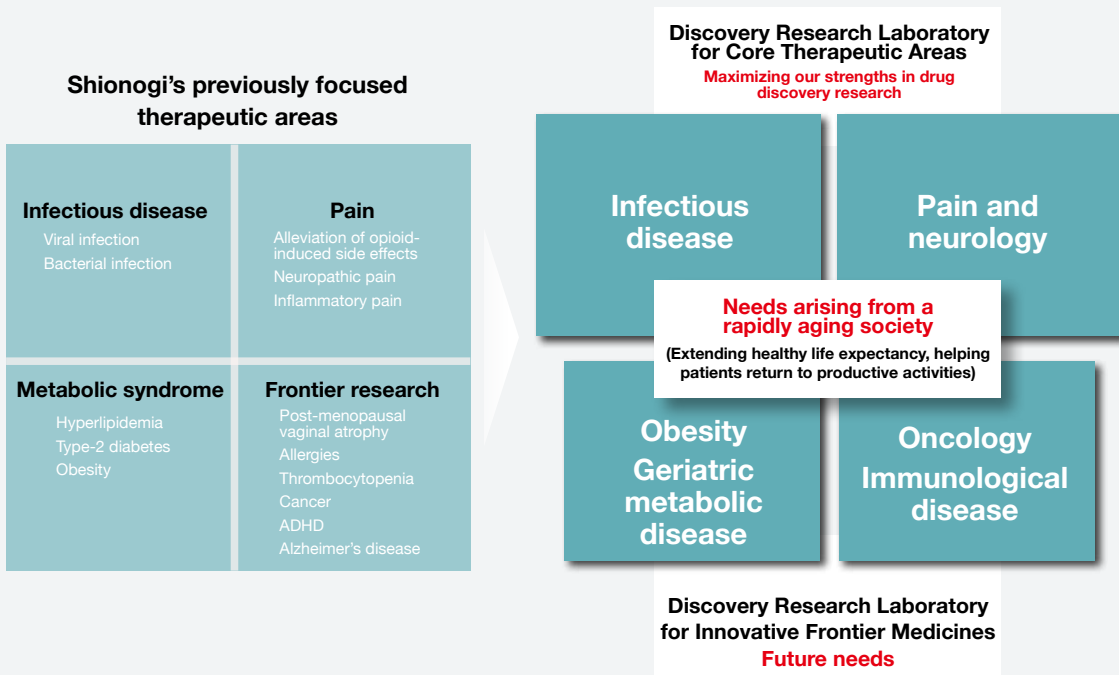 Shionogi’s previously focused
therapeutic areas
Infectious disease
Viral infection
Bacterial infection
Pain
Alleviation of opioid-
induced side effects
Neuropathic pain
Inflammatory pain
Metabolic syndrome
Hyperlipidemia
Type-2 diabetes
Obesity
Frontier research
Post-menopausal
vaginal atrophy
Allergies
Thrombocytopenia
Cancer
ADHD
Alzheimer’s disease
Discovery Research Laboratory
for Core Therapeutic Areas
Maximizing our strengths in drug
discovery research
Infectious
disease
Pain and
neurology
Needs arising from a
rapidly aging society
(Extending healthy life expectancy, helping
patients return to productive activities)
Obesity
Geriatric
metabolic
disease
Oncology
Immunological
disease
Discovery Research Laboratory
for Innovative Frontier Medicines
Future needs